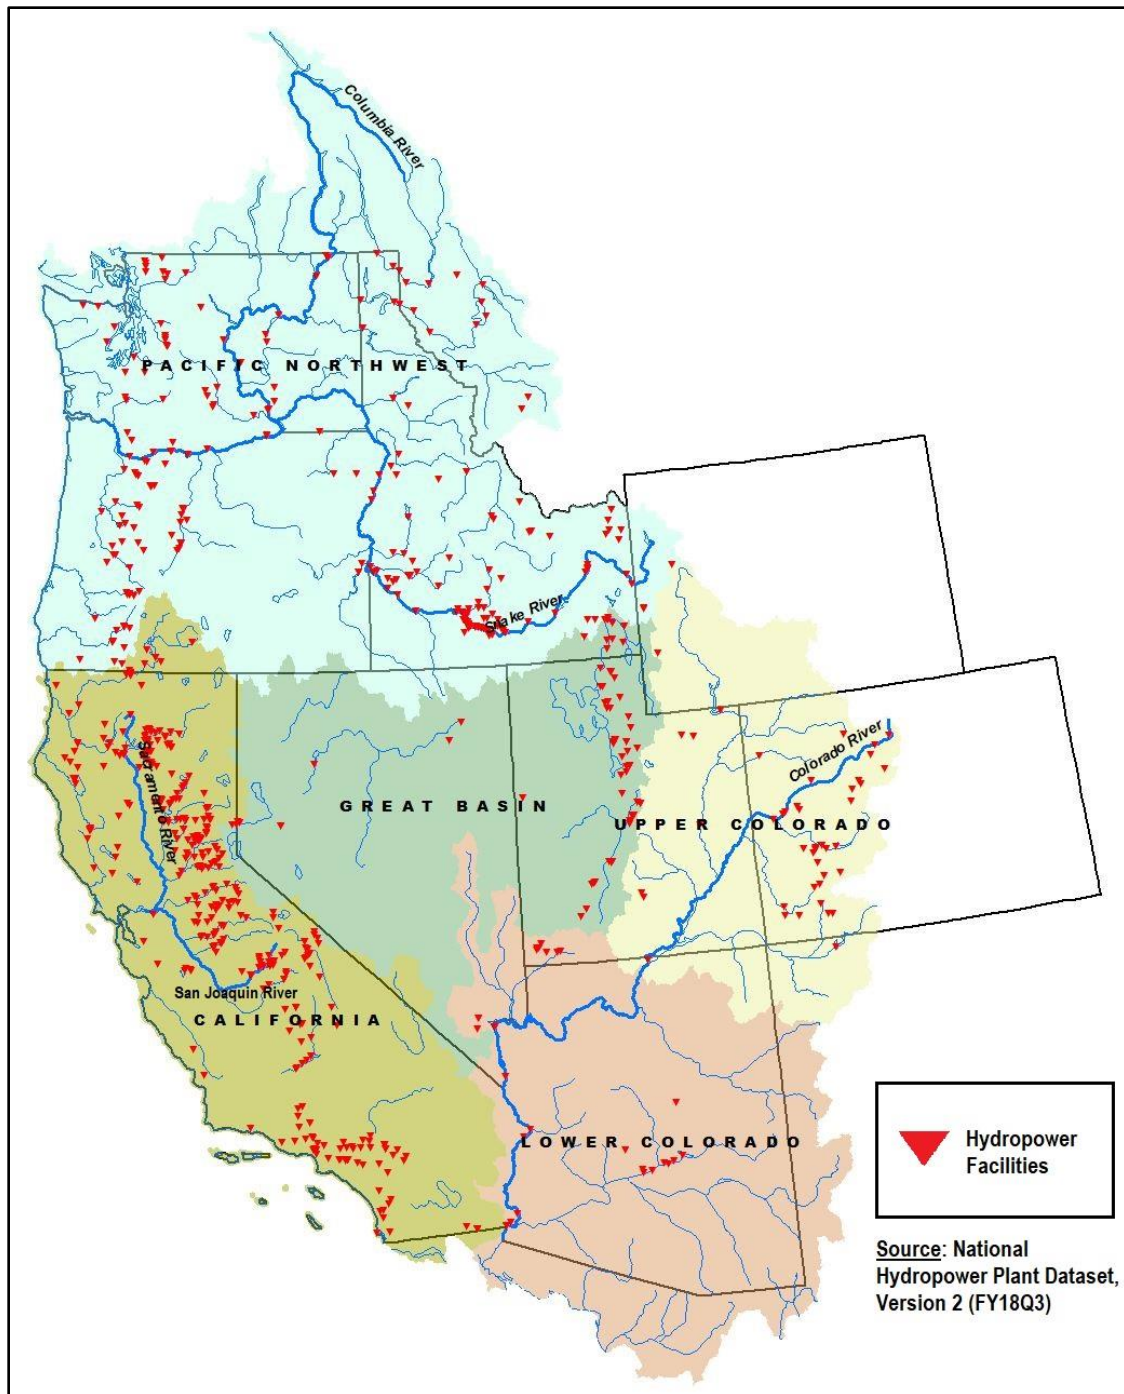 Columbia River
PACIFIC NORTHWEST
Snake River
Sacramento River
GREAT BASIN
Colorado River
UPPER COLORADO
San Joaquin River
CALIFORNIA
LOWER COLORADO
Hydropower
Facilities
Source: National
Hydropower Plant Dataset,
Version 2 (FY18Q3)